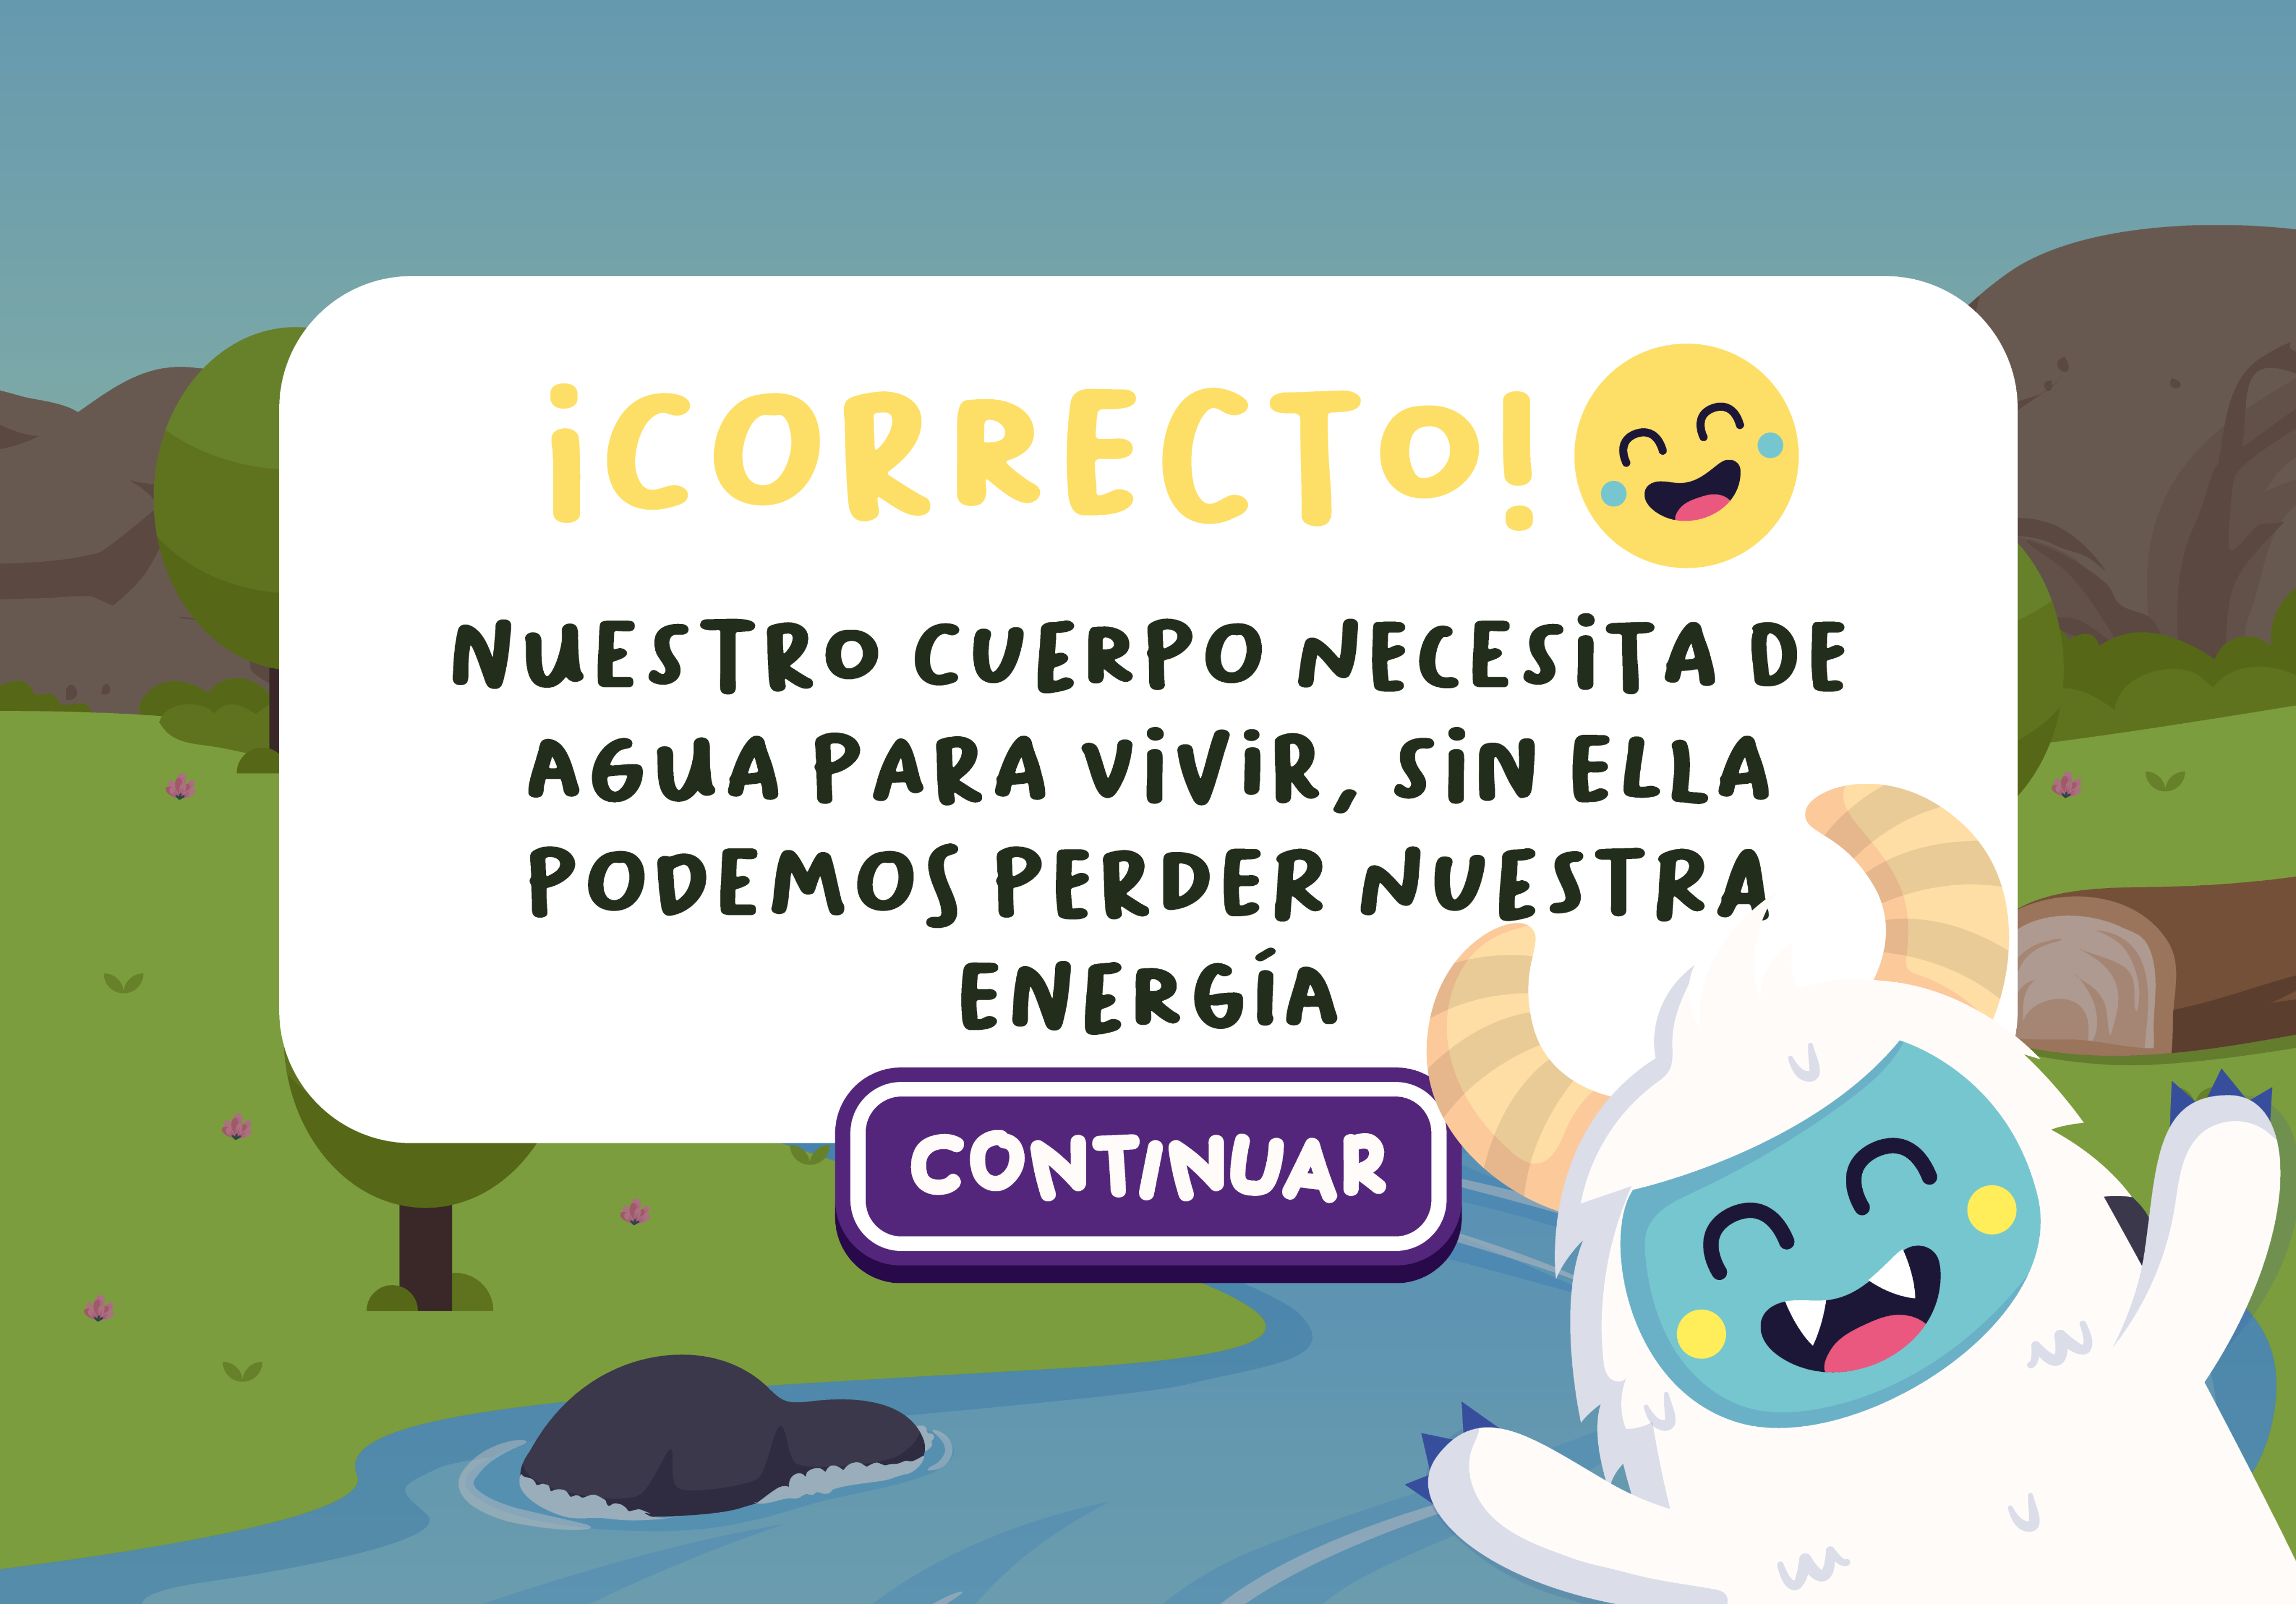 ¡CORRECTO!
NUESTRO CUERPO NECESITA DE
AGUA PARA VIVIR, SIN ELLA
PODEMOS PERDER NUESTRA
ENERGÍA
CONTINUAR